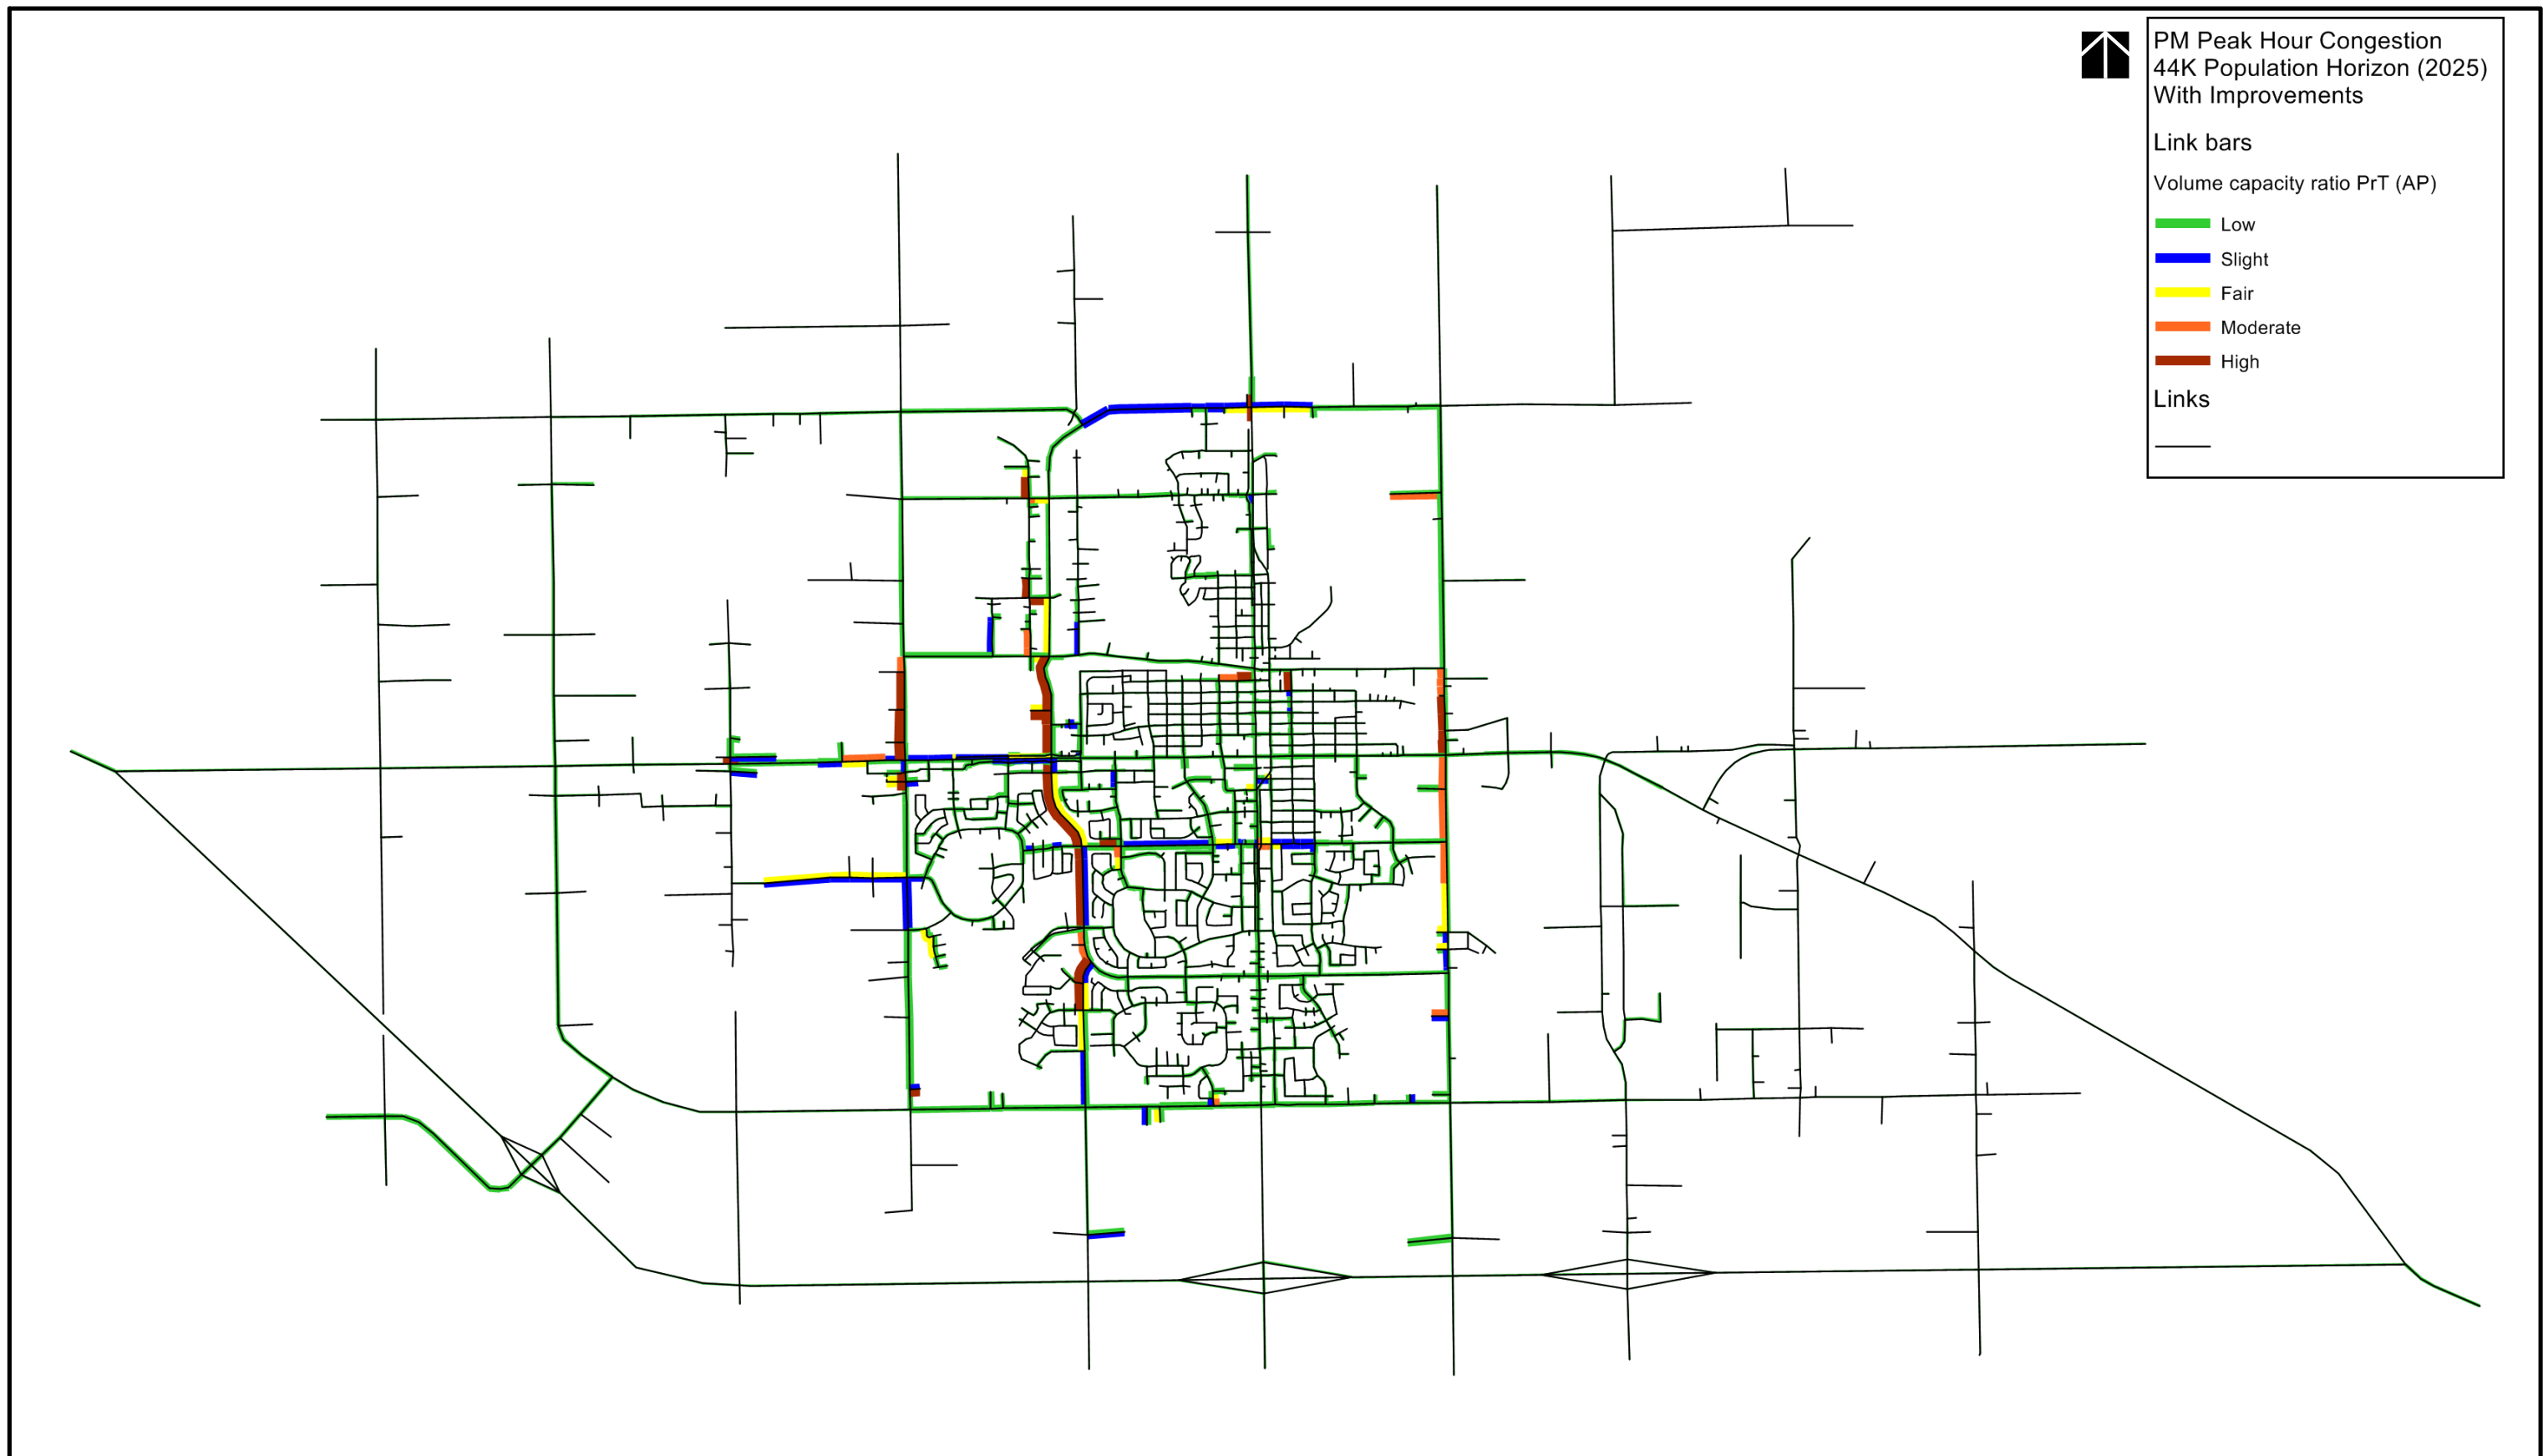 PM Peak Hour Congestion
44K Population Horizon (2025)
With Improvements
Link bars
Volume capacity ratio PrT (AP)
Low
Slight
Fair
Moderate
High
Links